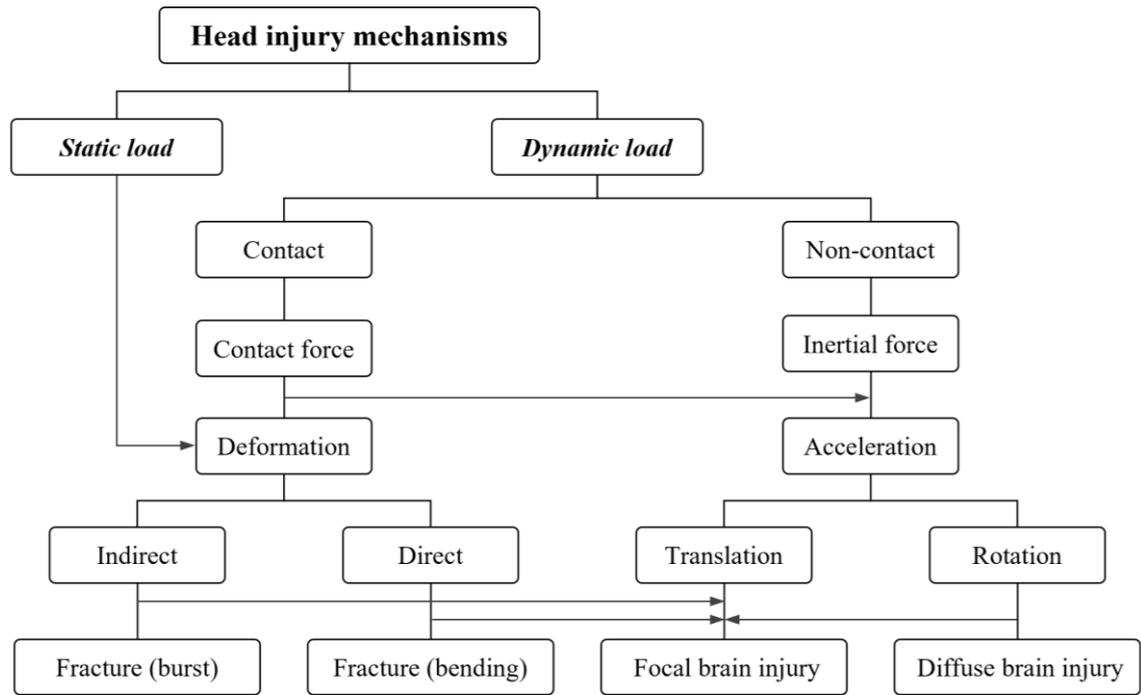 Head injury mechanisms
Static load
Dynamic load
Contact
Non-contact
Contact force
Inertial force
Deformation
Acceleration
Indirect
Direct
Translation
Rotation
Fracture (burst)
Fracture (bending)
Focal brain injury
Diffuse brain injury